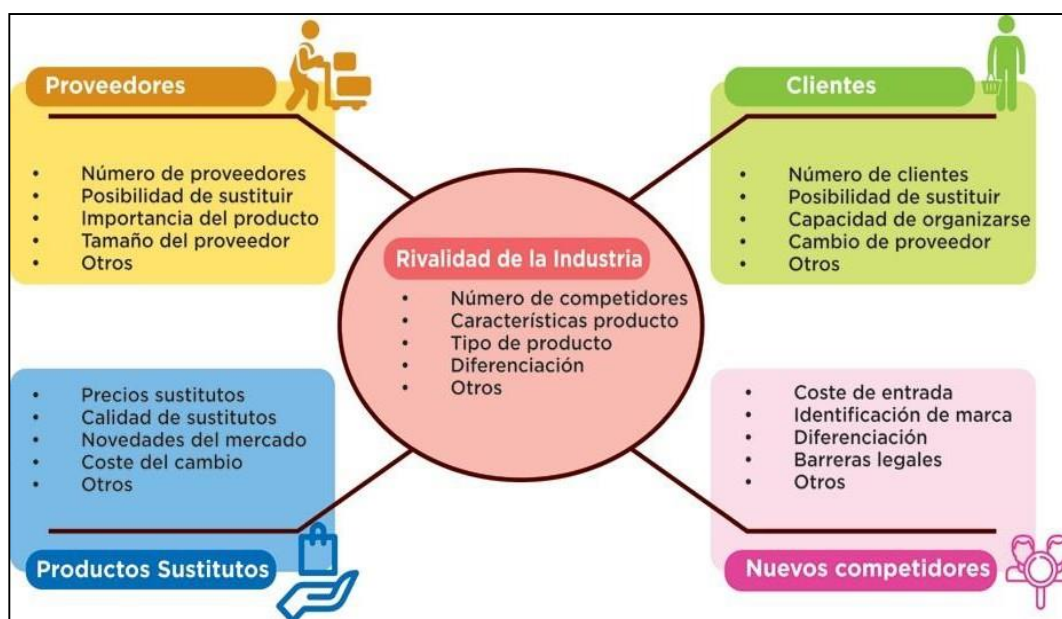 Proveedores
• Número de proveedores
• Posibilidad de sustituir
• Importancia del producto
• Tamaño del proveedor
• Otros
Clientes
• Número de clientes
• Posibilidad de sustituir
• Capacidad de organizarse
• Cambio de proveedor
• Otros
Rivalidad de la Industria
• Número de competidores
• Características producto
• Tipo de producto
• Diferenciación
• Otros
• Precios sustitutos
• Calidad de sustitutos
• Novedades del mercado
• Coste del cambio
• Otros
Productos Sustitutos
• Coste de entrada
• Identificación de marca
• Diferenciación
• Barreras legales
• Otros
Nuevos competidores